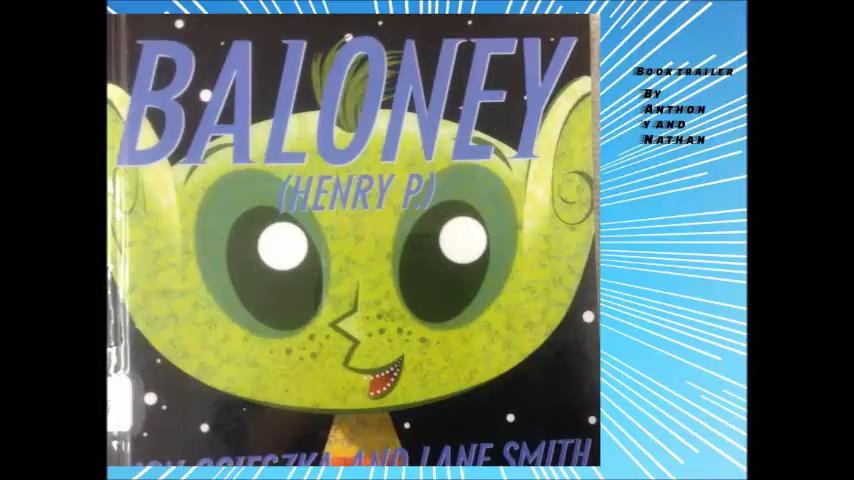 BALONEY
(HENRY P.)
AND LANE SMITH
Booktrailer
By
Anthon
y and
Nathan